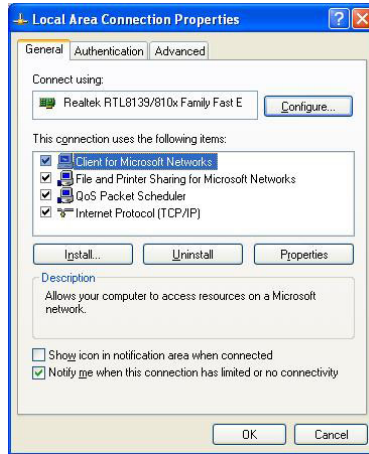 Local Area Connection Properties
General Authentication Advanced
Connect using:
Realtek RTL8139/810x Family Fast E
Configure...
This connection uses the following items:
Client for Microsoft Networks
File and Printer Sharing for Microsoft Networks
QoS Packet Scheduler
Internet Protocol (TCP/IP)
Install... Uninstall Properties
Description
Allows your computer to access resources on a Microsoft
network.
Show icon in notification area when connected
Notify me when this connection has limited or no connectivity
OK Cancel